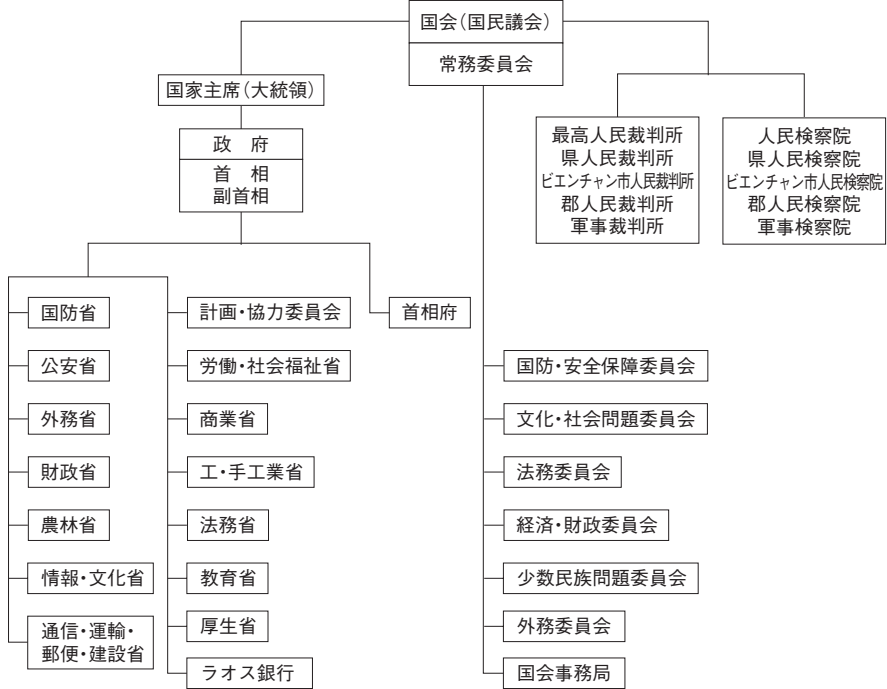 国会(国民議会)
常務委員会
国家主席(大統領)
政　府
首　相
副首相
最高人民裁判所
県人民裁判所
ビエンチャン市人民裁判所
郡人民裁判所
軍事裁判所
人民検察院
県人民検察院
ビエンチャン市人民検察院
郡人民検察院
軍事検察院
国防省
公安省
外務省
財政省
農林省
情報・文化省
通信・運輸・
郵便・建設省
計画・協力委員会
労働・社会福祉省
商業省
工・手工業省
法務省
教育省
厚生省
ラオス銀行
首相府
国防・安全保障委員会
文化・社会問題委員会
法務委員会
経済・財政委員会
少数民族問題委員会
外務委員会
国会事務局